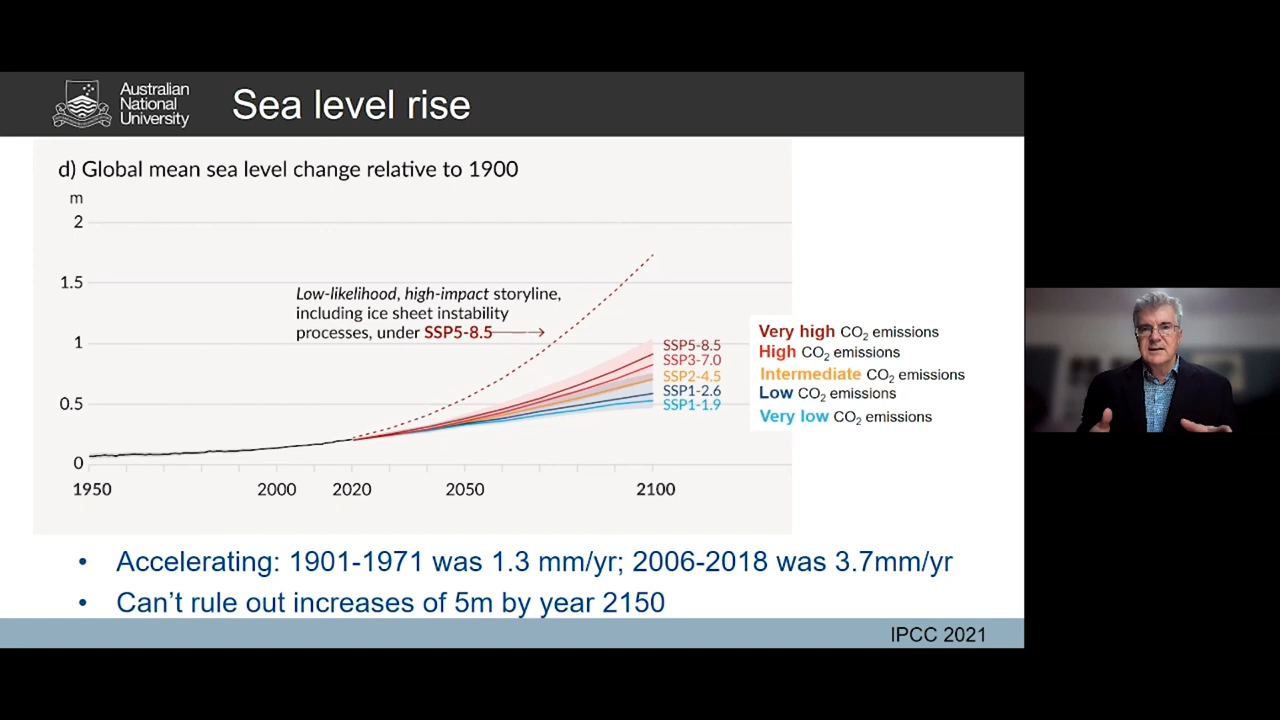 Australian
National
University
Sea level rise
d) Global mean sea level change relative to 1900
m
2
1.5
1
0.5
0
Low-likelihood, high-impact storyline,
including ice sheet instability
processes, under SSP5-8.5
SSP5-8.5
SSP3-7.0
SSP2-4.5
SSP1-2.6
SSP1-1.9
Very high CO₂ emissions
High CO₂ emissions
Intermediate CO₂ emissions
Low CO₂ emissions
Very low CO₂ emissions
1950 2000 2020 2050 2100
• Accelerating: 1901-1971 was 1.3 mm/yr; 2006-2018 was 3.7mm/yr
• Can’t rule out increases of 5m by year 2150
IPCC 2021